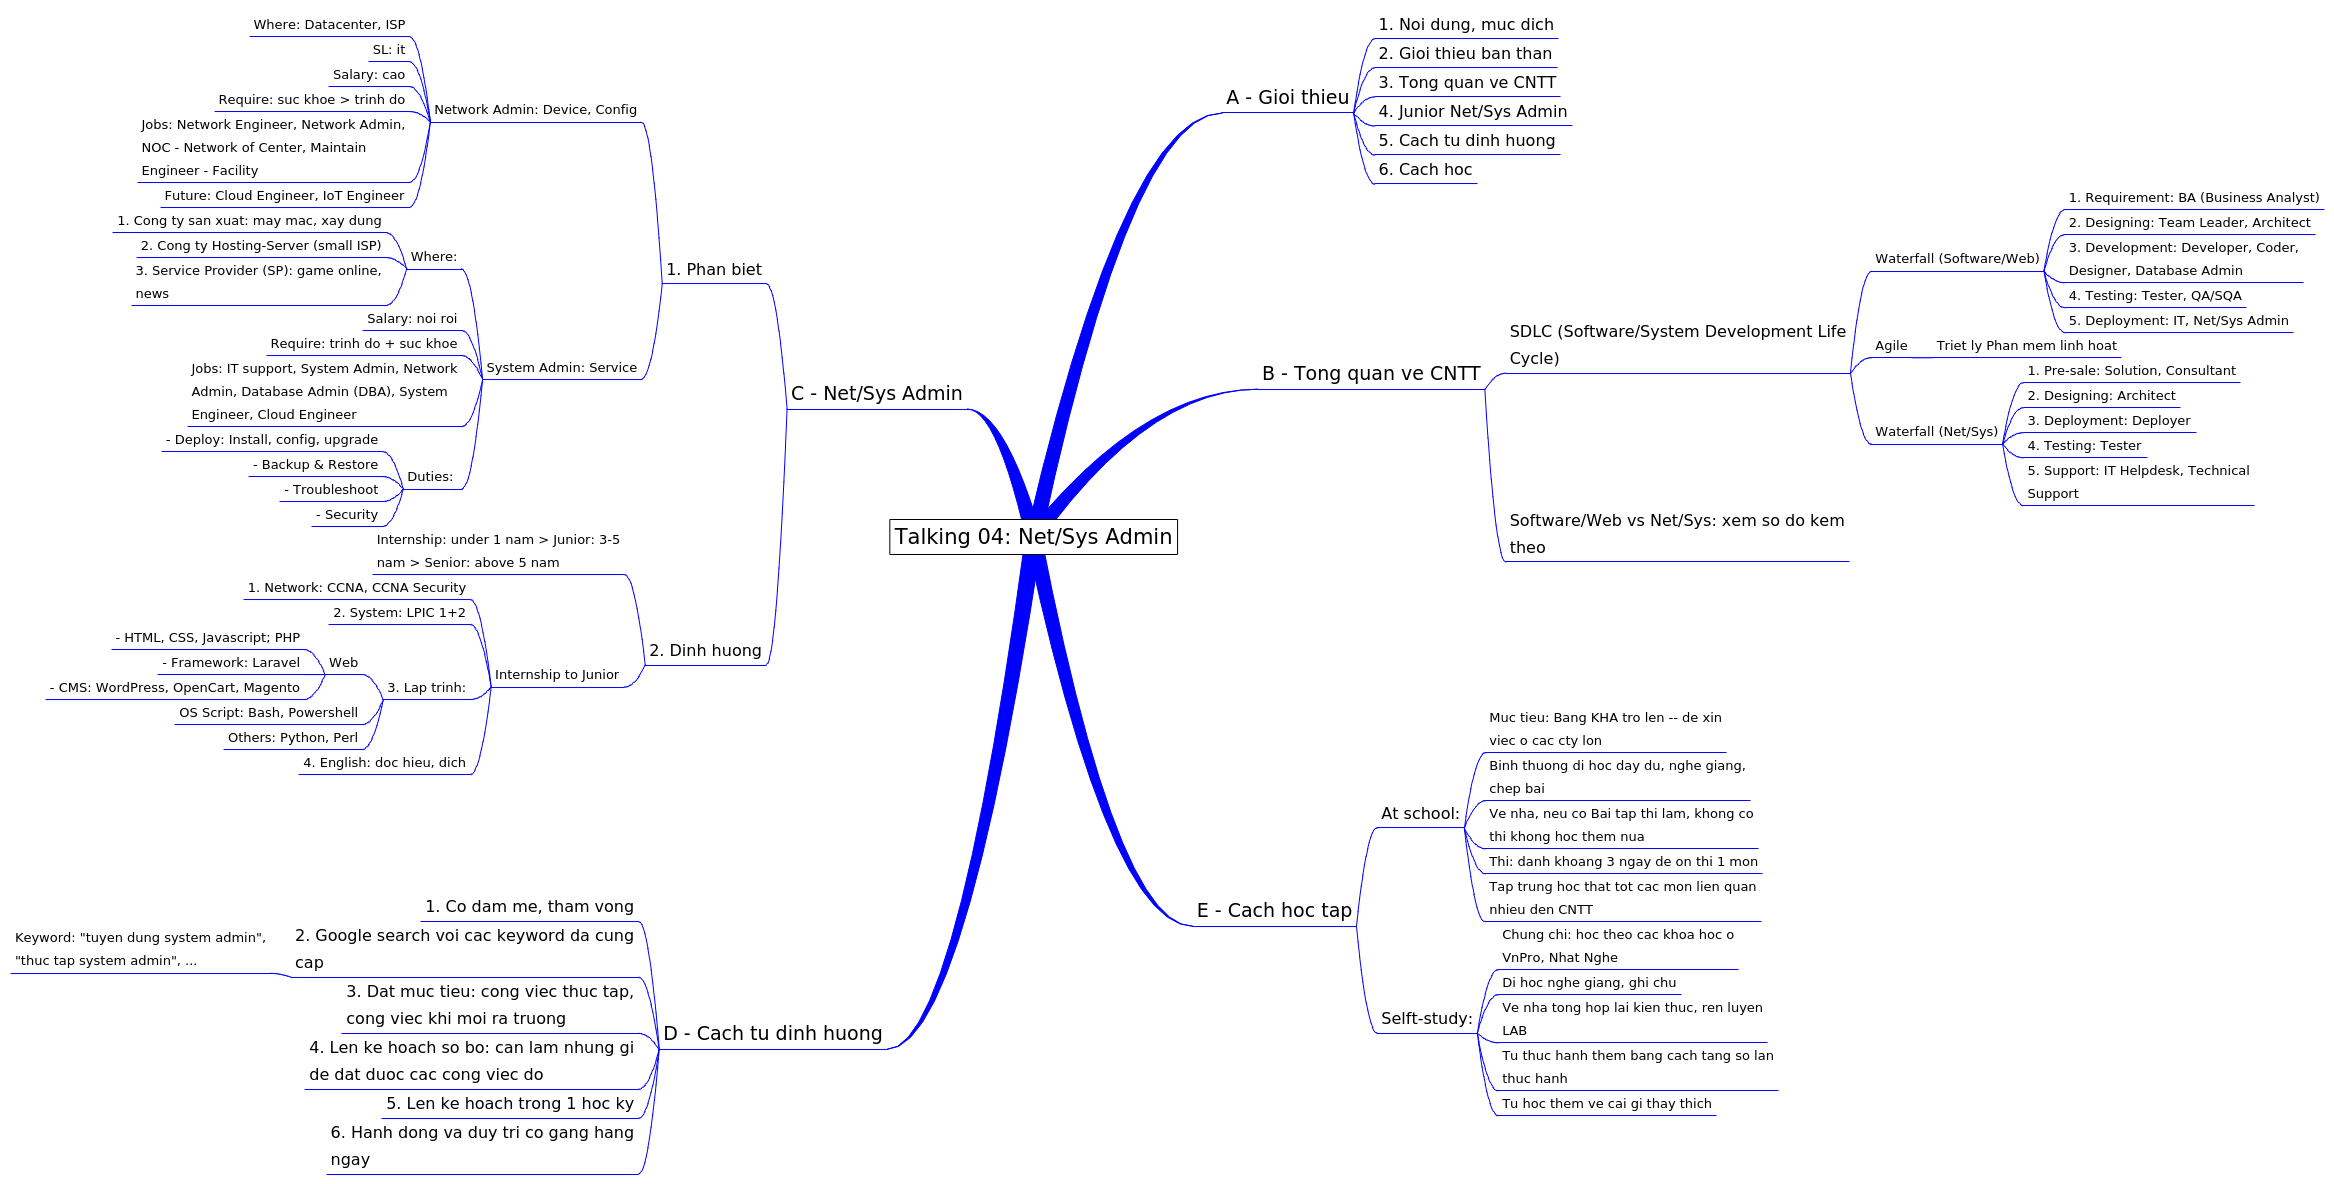 Talking 04: Net/Sys Admin
A - Gioi thieu
1. Noi dung, muc dich
2. Gioi thieu ban than
3. Tong quan ve CNTT
4. Junior Net/Sys Admin
5. Cach tu dinh huong
6. Cach hoc
B - Tong quan ve CNTT
SDLC (Software/System Development Life
Cycle)
Waterfall (Software/Web)
1. Requirement: BA (Business Analyst)
2. Designing: Team Leader, Architect
3. Development: Developer, Coder,
Designer, Database Admin
4. Testing: Tester, QA/SQA
5. Deployment: IT, Net/Sys Admin
Agile
Triet ly Phan mem linh hoat
Waterfall (Net/Sys)
1. Pre-sale: Solution, Consultant
2. Designing: Architect
3. Deployment: Deployer
4. Testing: Tester
5. Support: IT Helpdesk, Technical
Support
Software/Web vs Net/Sys: xem so do kem
theo
C - Net/Sys Admin
1. Phan biet
Network Admin: Device, Config
Where: Datacenter, ISP
SL: it
Salary: cao
Require: suc khoe > trinh do
Jobs: Network Engineer, Network Admin,
NOC - Network of Center, Maintain
Engineer - Facility
Future: Cloud Engineer, IoT Engineer
System Admin: Service
Where:
1. Cong ty san xuat: may mac, xay dung
2. Cong ty Hosting-Server (small ISP)
3. Service Provider (SP): game online,
news
Salary: noi roi
Require: trinh do + suc khoe
Jobs: IT support, System Admin, Network
Admin, Database Admin (DBA), System
Engineer, Cloud Engineer
Duties:
- Deploy: Install, config, upgrade
- Backup & Restore
- Troubleshoot
- Security
2. Dinh huong
Internship: under 1 nam > Junior: 3-5
nam > Senior: above 5 nam
Internship to Junior
1. Network: CCNA, CCNA Security
2. System: LPIC 1+2
3. Lap trinh:
Web
- HTML, CSS, Javascript; PHP
- Framework: Laravel
- CMS: WordPress, OpenCart, Magento
OS Script: Bash, Powershell
Others: Python, Perl
4. English: doc hieu, dich
D - Cach tu dinh huong
1. Co dam me, tham vong
2. Google search voi cac keyword da cung
cap
Keyword: "tuyen dung system admin",
"thuc tap system admin", ...
3. Dat muc tieu: cong viec thuc tap,
cong viec khi moi ra truong
4. Len ke hoach so bo: can lam nhung gi
de dat duoc cac cong viec do
5. Len ke hoach trong 1 hoc ky
6. Hanh dong va duy tri co gang hang
ngay
E - Cach hoc tap
At school:
Muc tieu: Bang KHA tro len -- de xin
viec o cac cty lon
Binh thuong di hoc day du, nghe giang,
chep bai
Ve nha, neu co Bai tap thi lam, khong co
thi khong hoc them nua
Thi: danh khoang 3 ngay de on thi 1 mon
Tap trung hoc that tot cac mon lien quan
nhieu den CNTT
Selft-study:
Chung chi: hoc theo cac khoa hoc o
VnPro, Nhat Nghe
Di hoc nghe giang, ghi chu
Ve nha tong hop lai kien thuc, ren luyen
LAB
Tu thuc hanh them bang cach tang so lan
thuc hanh
Tu hoc them ve cai gi thay thich